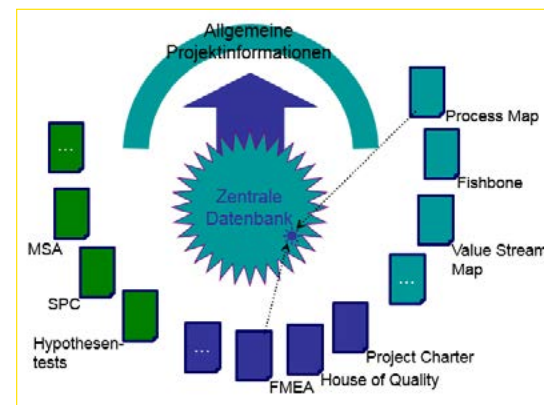 Allgemeine
Projektinformationen
Zentrale
Datenbank
Process Map
Fishbone
Value Stream
Map
...
Project Charter
House of Quality
FMEA
...
Hypothesen-
tests
SPC
MSA
...